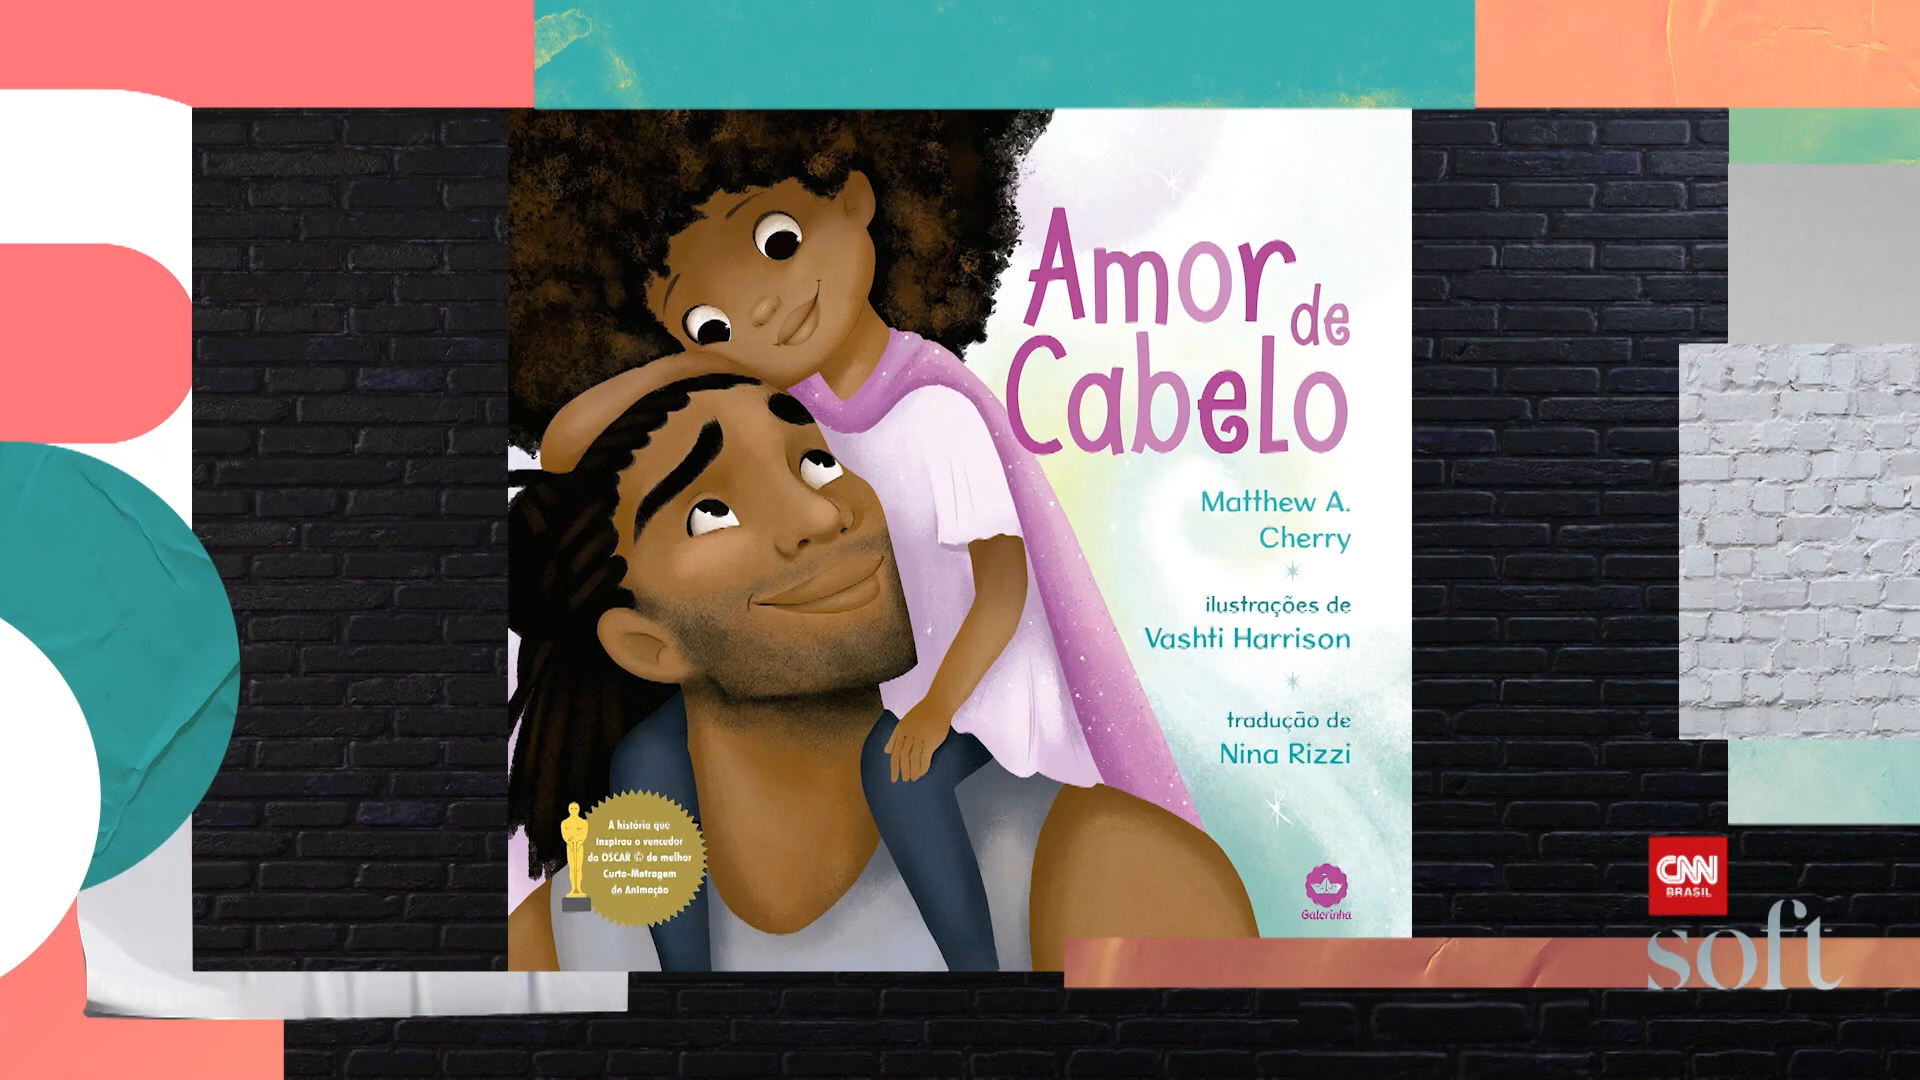 Amor de
Cabelo
Matthew A.
Cherry
ilustrações de
Vashti Harrison
tradução de
Nina Rizzi
A história que
inspirou o vencedor
do OSCAR © de melhor
Curta-Metragem
de Animação
Galerinha
CNN
BRASIL
soft